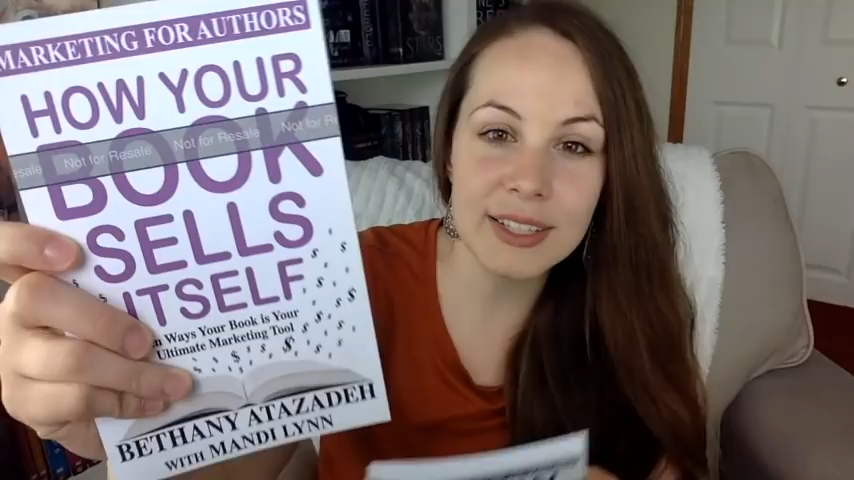 MARKETING FOR AUTHORS
HOW YOUR
BOOK
Not for Resale Not for Resale Not for
SELLS
ITSELF
Ways Your Book is Your
Ultimate Marketing Tool
BETHANY ATAZADEH
WITH MANDI LYNN
STARS